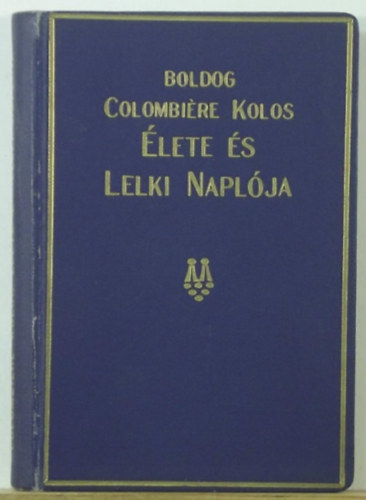 BOLDOG
COLOMBIÈRE KOLOS
ÉLETE ÉS
LELKI NAPLÓJA